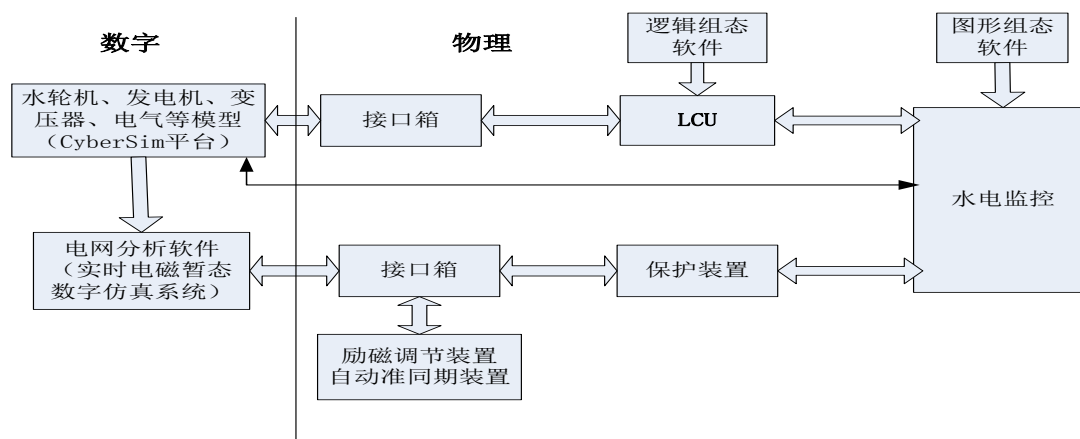 数字
物理
逻辑组态
软件
图形组态
软件
水轮机、发电机、变
压器、电气等模型
（CyberSim平台）
接口箱
LCU
水电监控
电网分析软件
（实时电磁暂态
数字仿真系统）
接口箱
保护装置
励磁调节装置
自动准同期装置